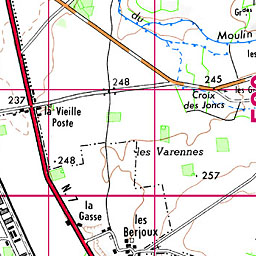 du
Moulin
248
245
237
Croix
des Joncs
les G
la Vieille
Poste
les Varennes
248
257
N. 7
la
Gasse
les
Berjoux